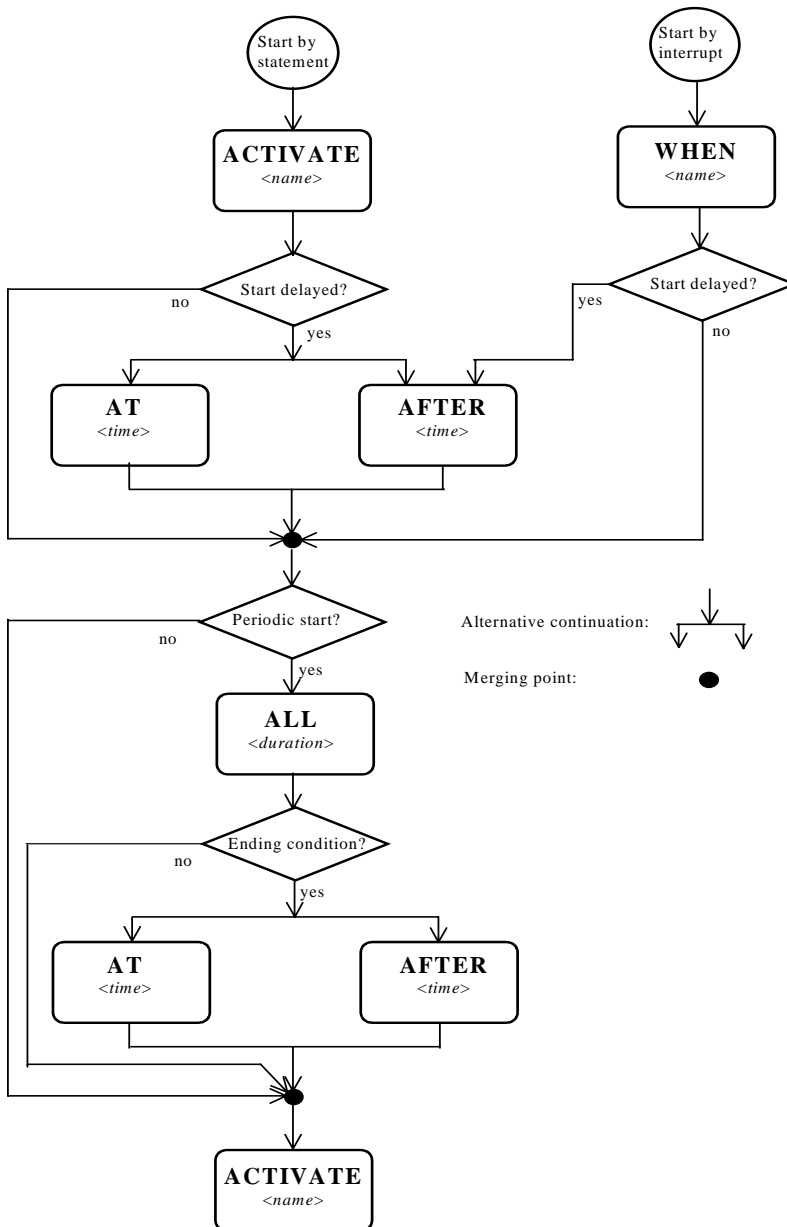 Start by
statement
Start by
interrupt
ACTIVATE
<name>
WHEN
<name>
Start delayed?
Start delayed?
no
yes
yes
no
AT
<time>
AFTER
<time>
Periodic start?
no
yes
Alternative continuation:
Merging point:
ALL
<duration>
Ending condition?
no
yes
AT
<time>
AFTER
<time>
ACTIVATE
<name>